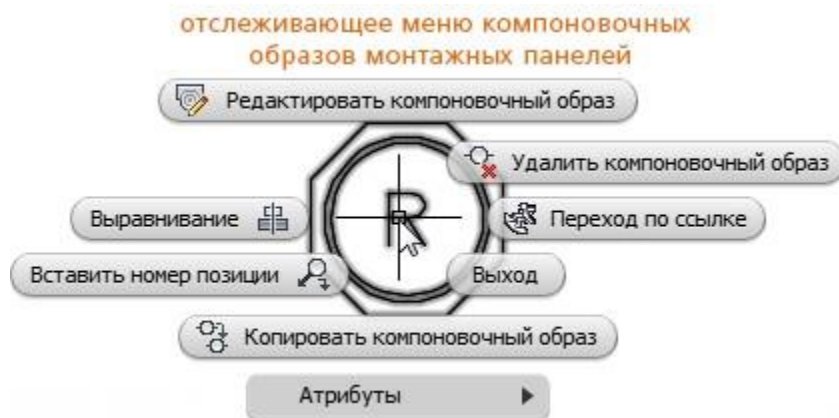 отслеживающее меню компоновочных
образов монтажных панелей
Редактировать компоновочный образ
Удалить компоновочный образ
Выравнивание
R
Переход по ссылке
Вставить номер позиции
Выход
Копировать компоновочный образ
Атрибуты